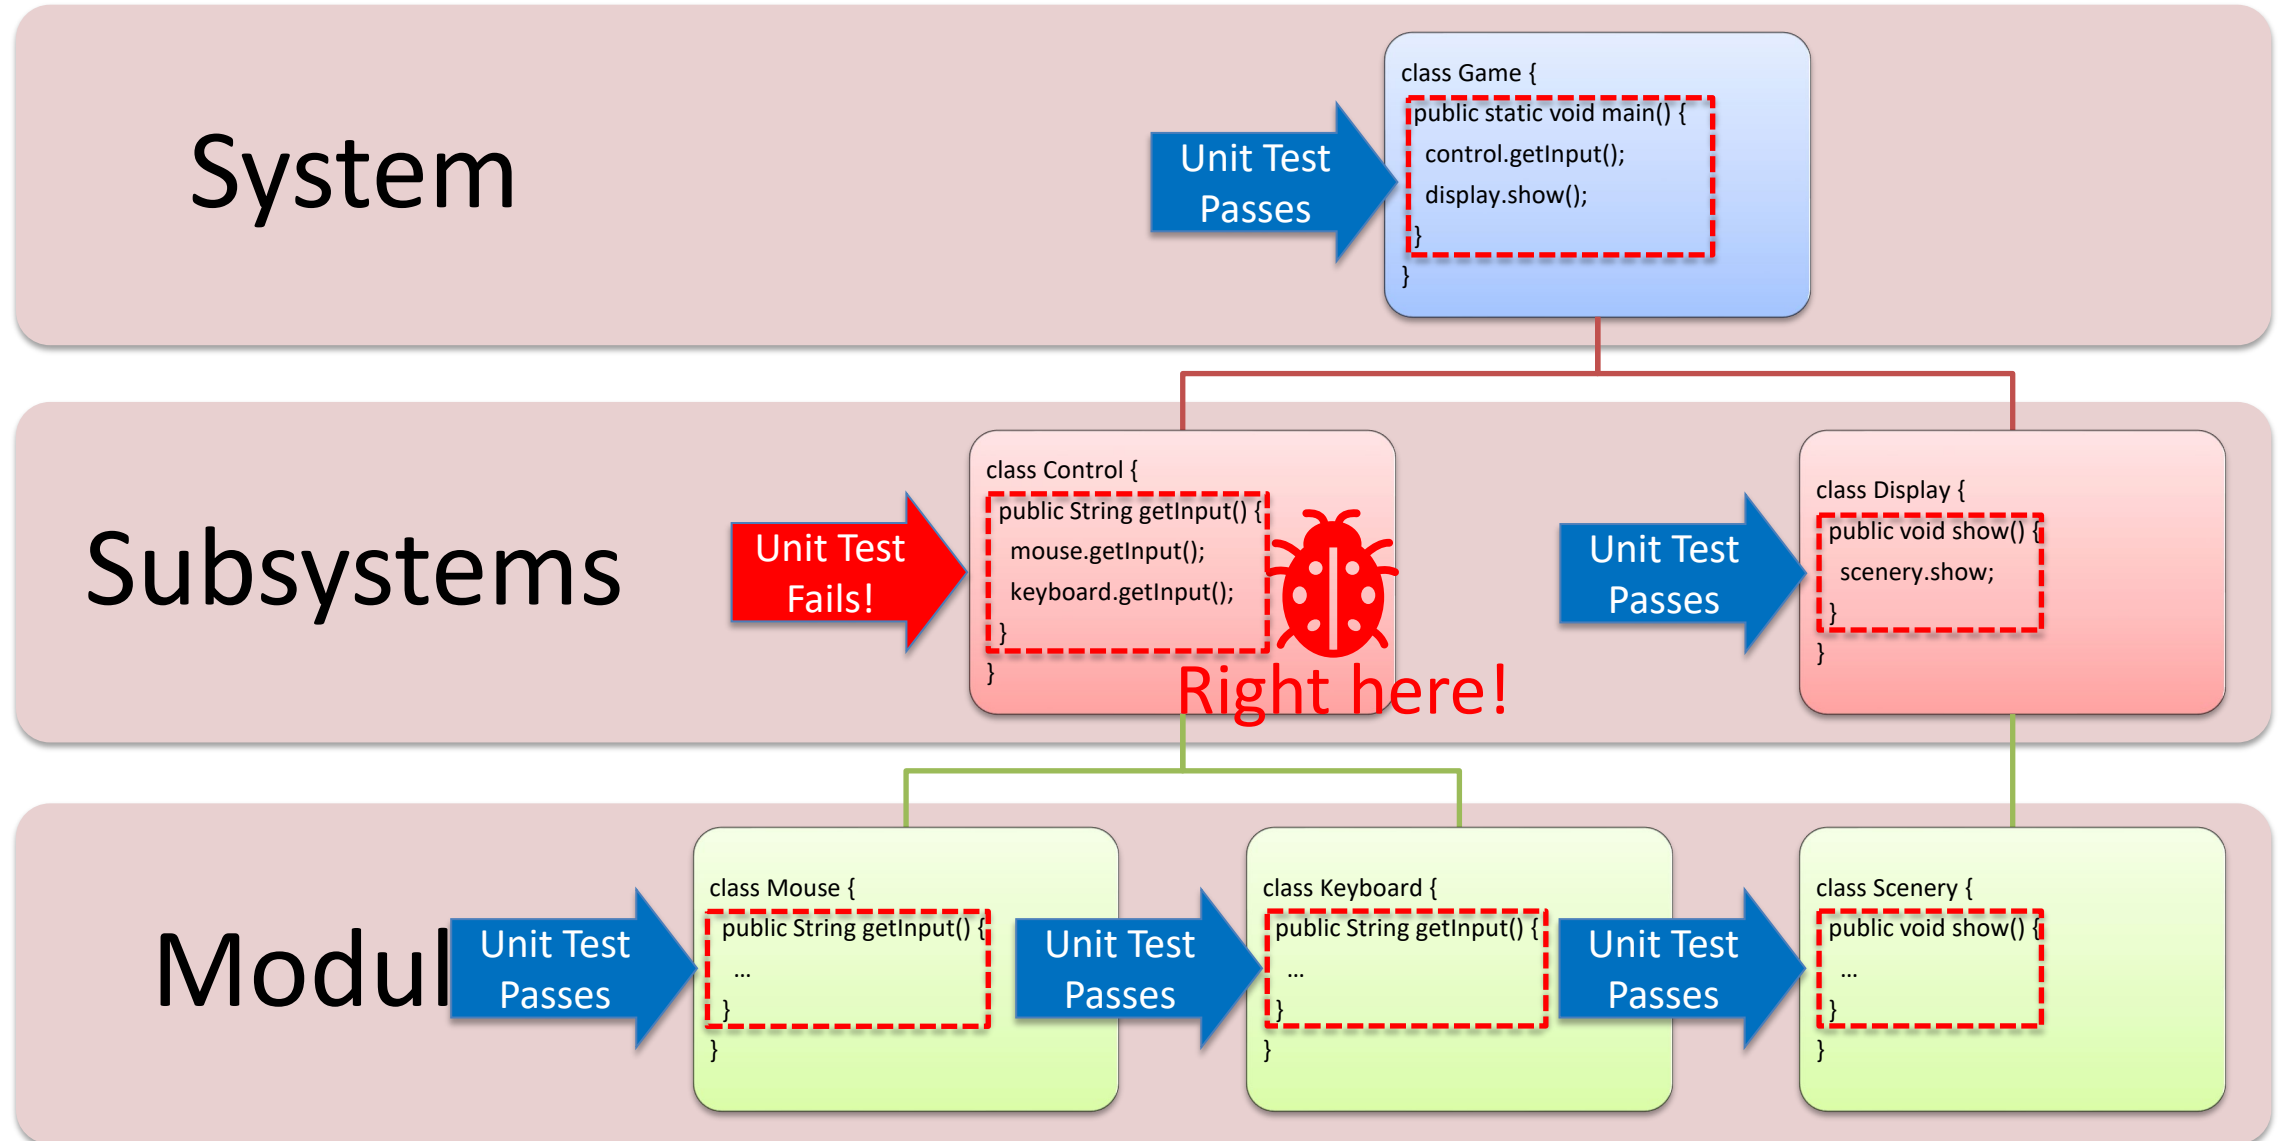 System
Unit Test
Passes
class Game {
public static void main() {
control.getInput();
display.show();
}
}
Subsystems
Unit Test
Fails!
class Control {
public String getInput() {
mouse.getInput();
keyboard.getInput();
}
}
Right here!
Unit Test
Passes
class Display {
public void show() {
scenery.show;
}
}
Modul
Unit Test
Passes
class Mouse {
public String getInput() {
...
}
}
Unit Test
Passes
class Keyboard {
public String getInput() {
...
}
}
Unit Test
Passes
class Scenery {
public void show() {
...
}
}